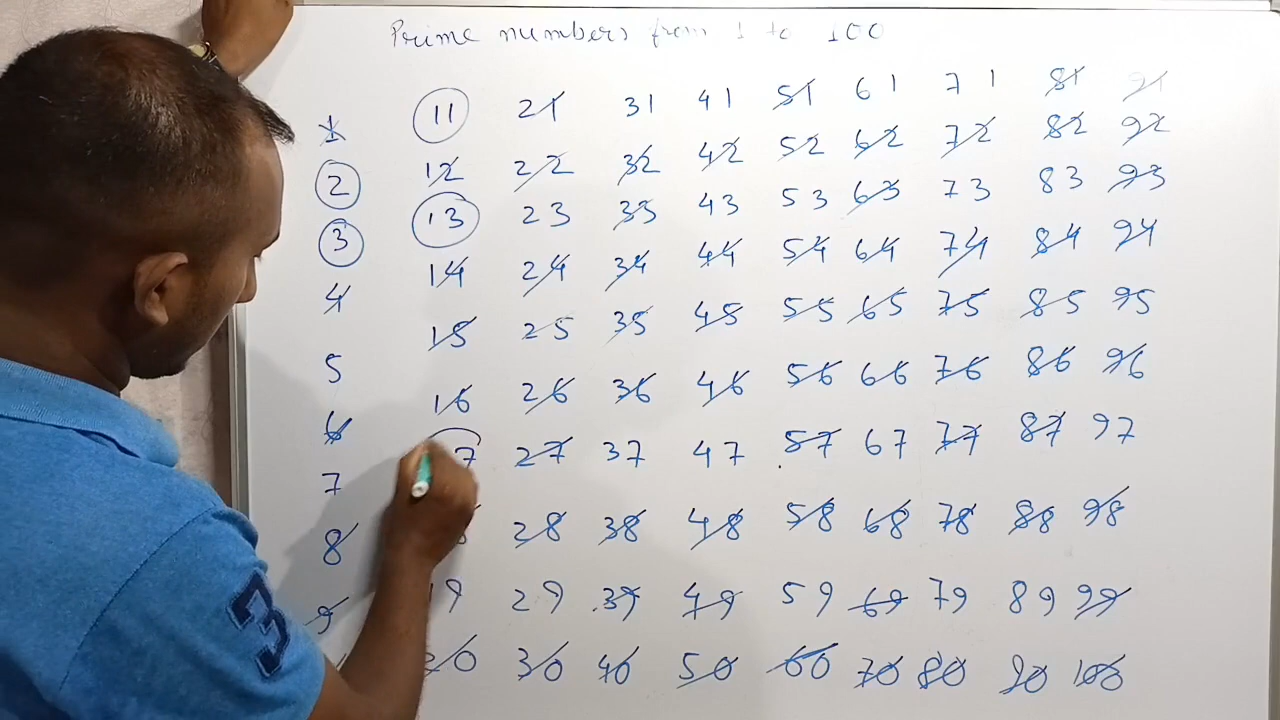 Prime numbers from 1 to 100
1 11 21 31 41 51 61 71 81 91
2 12 22 32 42 52 62 72 82 92
3 13 23 33 43 53 63 73 83 93
4 14 24 34 44 54 64 74 84 94
5 15 25 35 45 55 65 75 85 95
6 16 26 36 46 56 66 76 86 96
7 7 27 37 47 57 67 77 87 97
8 28 38 48 58 68 78 88 98
9 19 29 39 49 59 69 79 89 99
20 30 40 50 60 70 80 90 100
3